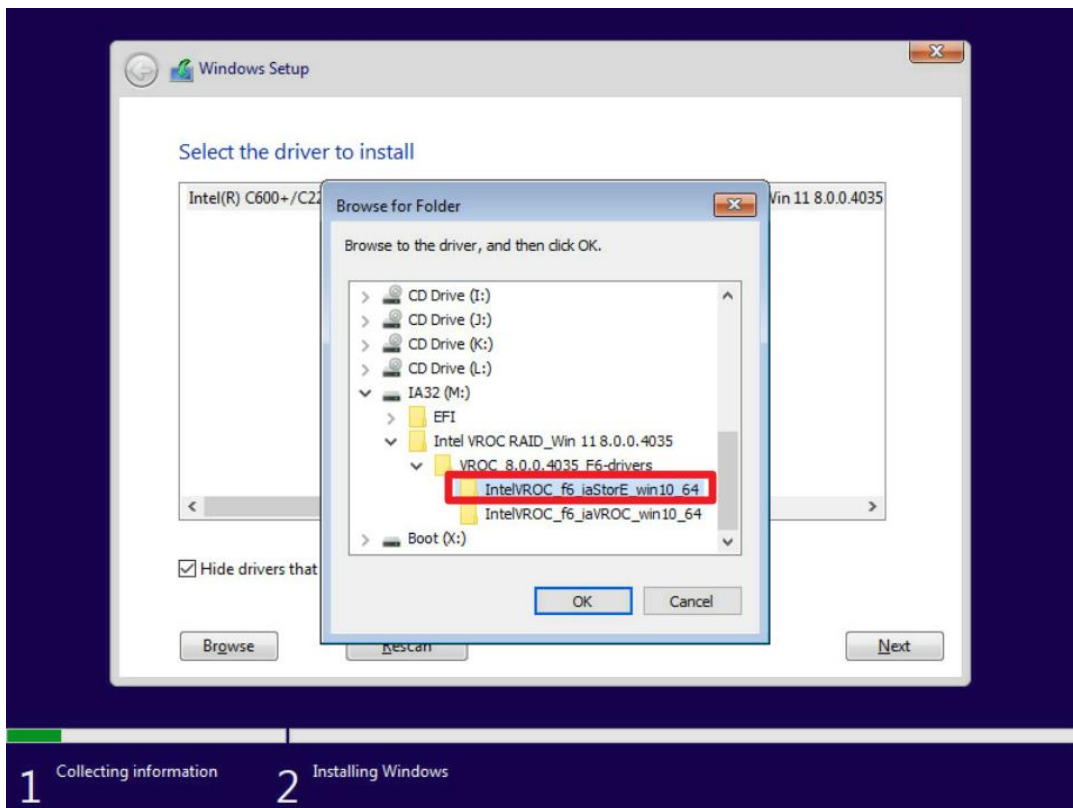 Windows Setup
Select the driver to install
Intel(R) C600+/C22
Win 11 8.0.0.4035
Browse for Folder
Browse to the driver, and then click OK.
CD Drive (I:)
CD Drive (J:)
CD Drive (K:)
CD Drive (L:)
IA32 (M:)
EFI
Intel VROC RAID_Win 11 8.0.0.4035
VROC_8.0.0.4035_F6-drivers
IntelVROC_f6_iaStorE_win10_64
IntelVROC_f6_iaVROC_win10_64
Boot (X:)
Hide drivers that
OK Cancel
Browse Rescan Next
1 Collecting information 2 Installing Windows